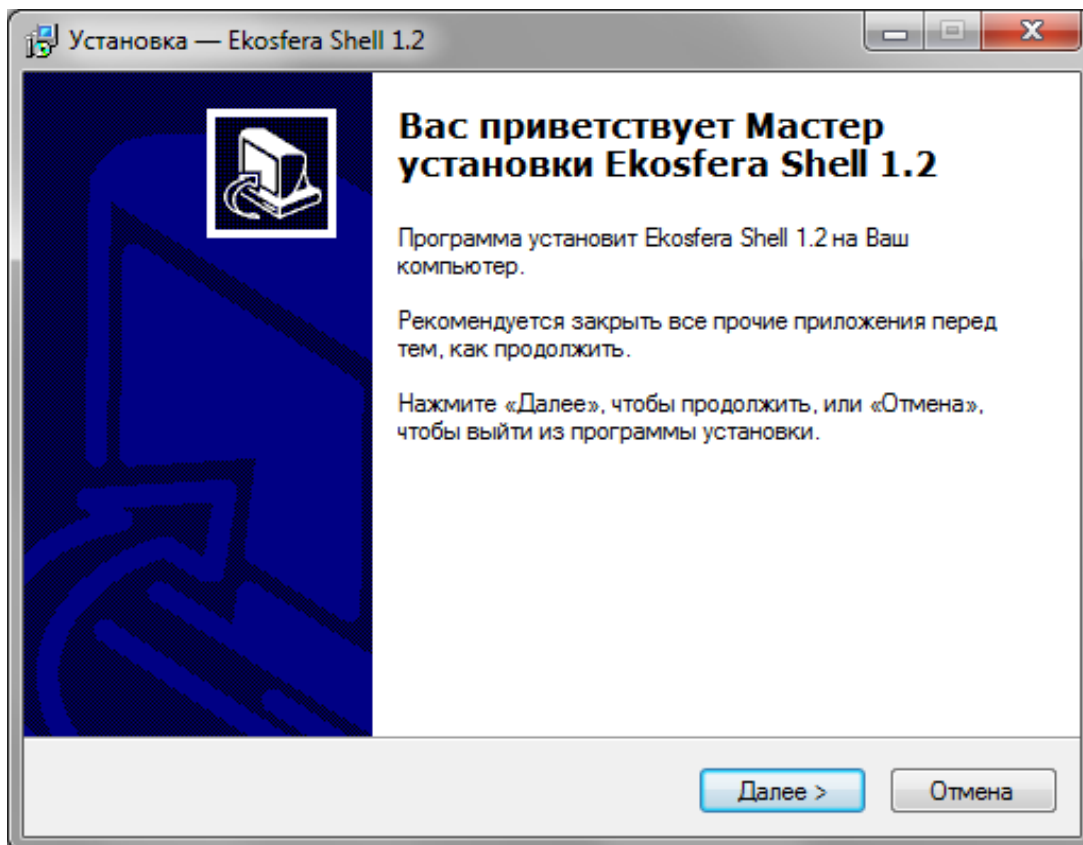 Установка — Ekosfera Shell 1.2
Вас приветствует Мастер
установки Ekosfera Shell 1.2
Программа установит Ekosfera Shell 1.2 на Ваш
компьютер.
Рекомендуется закрыть все прочие приложения перед
тем, как продолжить.
Нажмите «Далее», чтобы продолжить, или «Отмена»,
чтобы выйти из программы установки.
Далее >
Отмена